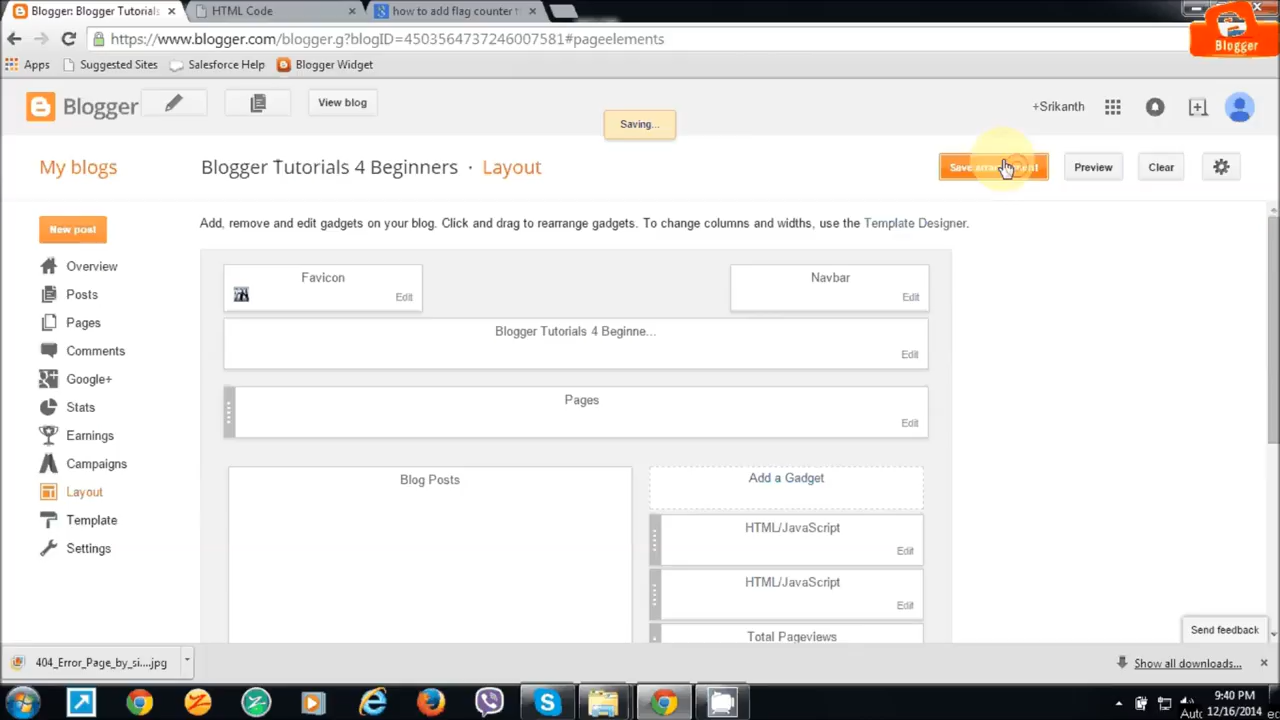 Blogger: Blogger Tutorials
HTML Code
how to add flag counter t
Blogger
https://www.blogger.com/blogger.g?blogID=4503564737246007581#pageelements
Apps
Suggested Sites
Salesforce Help
Blogger Widget
Blogger
View blog
Saving...
+Srikanth
My blogs
Blogger Tutorials 4 Beginners · Layout
Save arrangement
Preview
Clear
New post
Add, remove and edit gadgets on your blog. Click and drag to rearrange gadgets. To change columns and widths, use the Template Designer.
Overview
Posts
Pages
Comments
Google+
Stats
Earnings
Campaigns
Layout
Template
Settings
Favicon
Edit
Navbar
Edit
Blogger Tutorials 4 Beginne...
Edit
Pages
Edit
Blog Posts
Add a Gadget
HTML/JavaScript
Edit
HTML/JavaScript
Edit
Total Pageviews
Send feedback
404_Error_Page_by_si....jpg
Show all downloads...
9:40 PM
12/16/2014